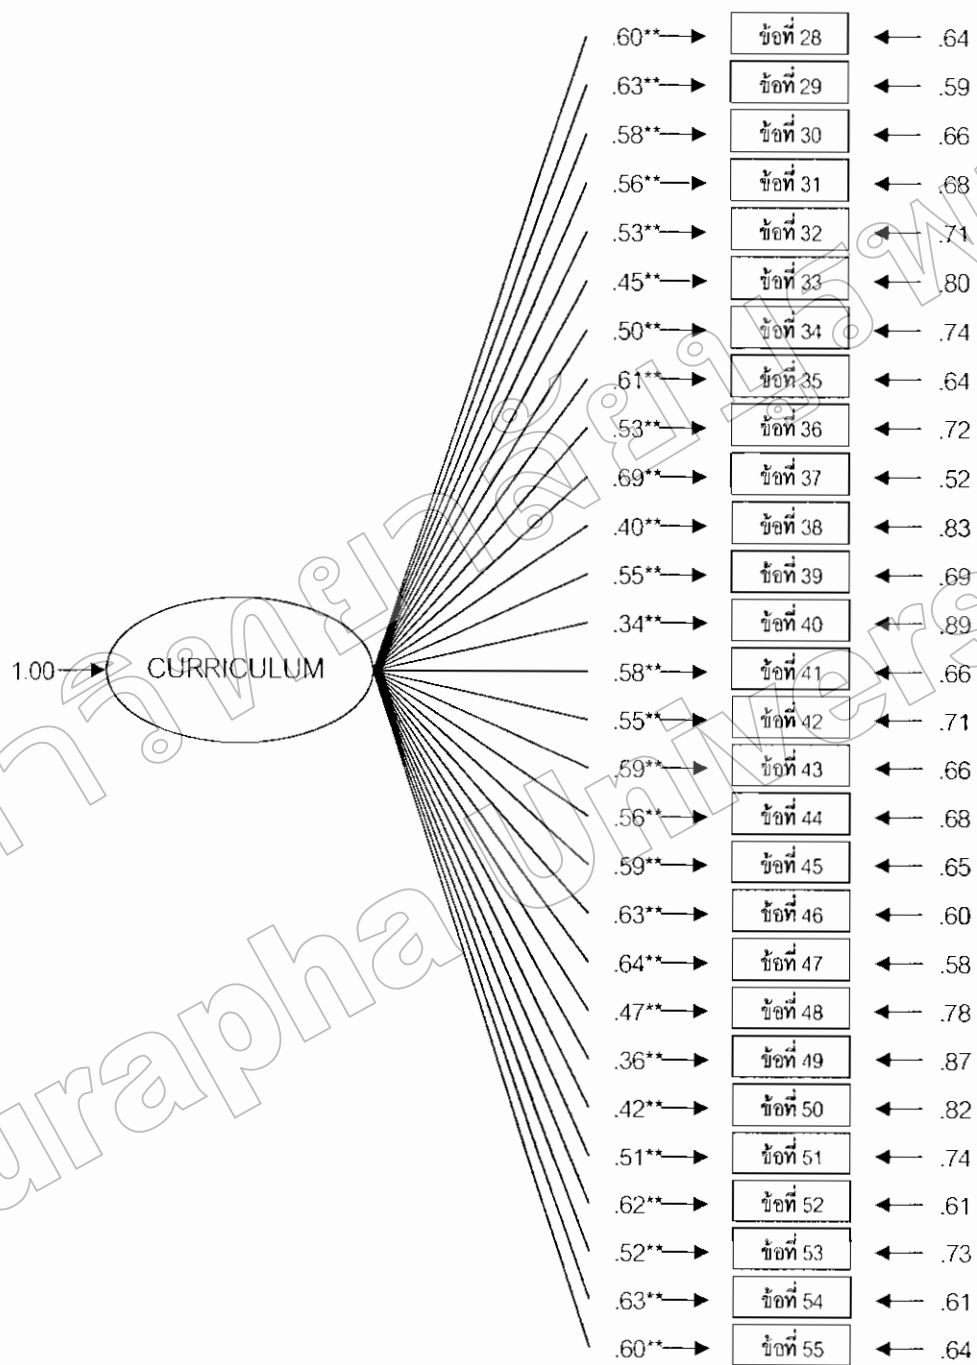 .60** ข้อที่ 28 .64
.63** ข้อที่ 29 .59
.58** ข้อที่ 30 .66
.56** ข้อที่ 31 .68
.53** ข้อที่ 32 .71
.45** ข้อที่ 33 .80
.50** ข้อที่ 34 .74
.61** ข้อที่ 35 .64
.53** ข้อที่ 36 .72
.69** ข้อที่ 37 .52
.40** ข้อที่ 38 .83
.55** ข้อที่ 39 .69
.34** ข้อที่ 40 .89
1.00 CURRICULUM .58** ข้อที่ 41 .66
.55** ข้อที่ 42 .71
.59** ข้อที่ 43 .66
.56** ข้อที่ 44 .68
.59** ข้อที่ 45 .65
.63** ข้อที่ 46 .60
.64** ข้อที่ 47 .58
.47** ข้อที่ 48 .78
.36** ข้อที่ 49 .87
.42** ข้อที่ 50 .82
.51** ข้อที่ 51 .74
.62** ข้อที่ 52 .61
.52** ข้อที่ 53 .73
.63** ข้อที่ 54 .61
.60** ข้อที่ 55 .64